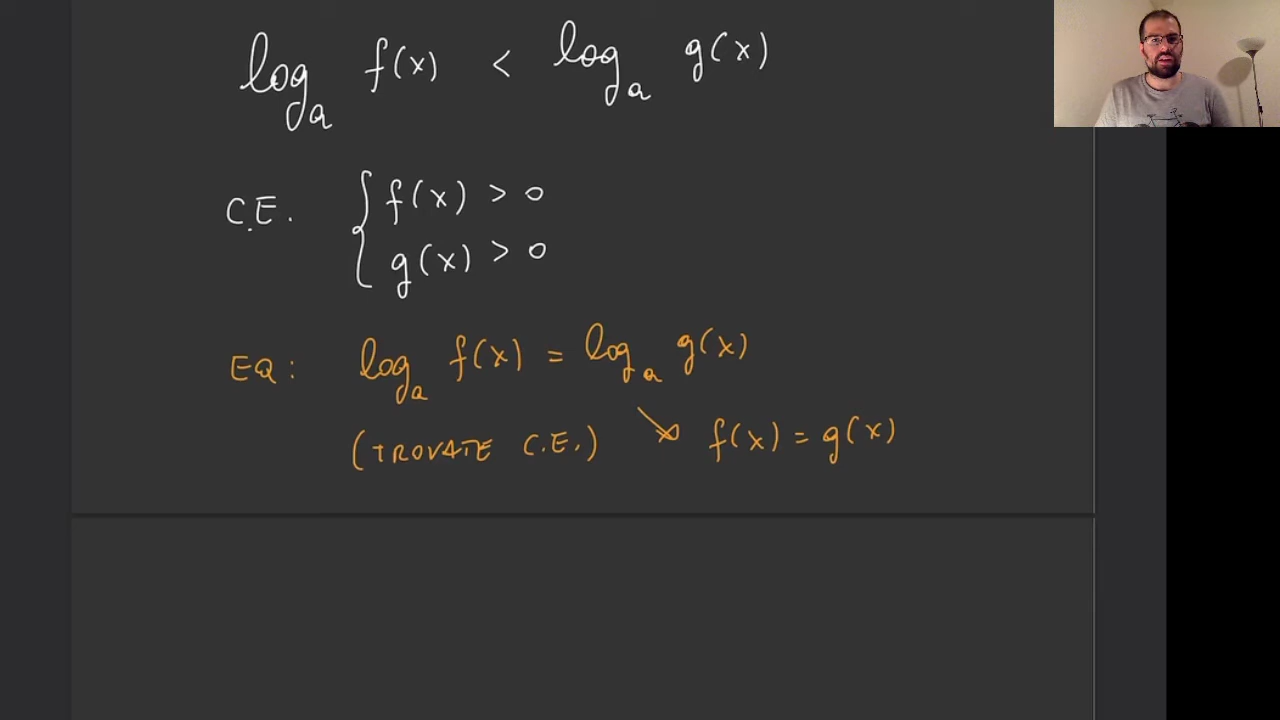 log_a f(x) < log_a g(x)
C.E. { f(x) > 0
g(x) > 0
EQ: log_a f(x) = log_a g(x)
(TROVATE C.E.) ↘ f(x) = g(x)